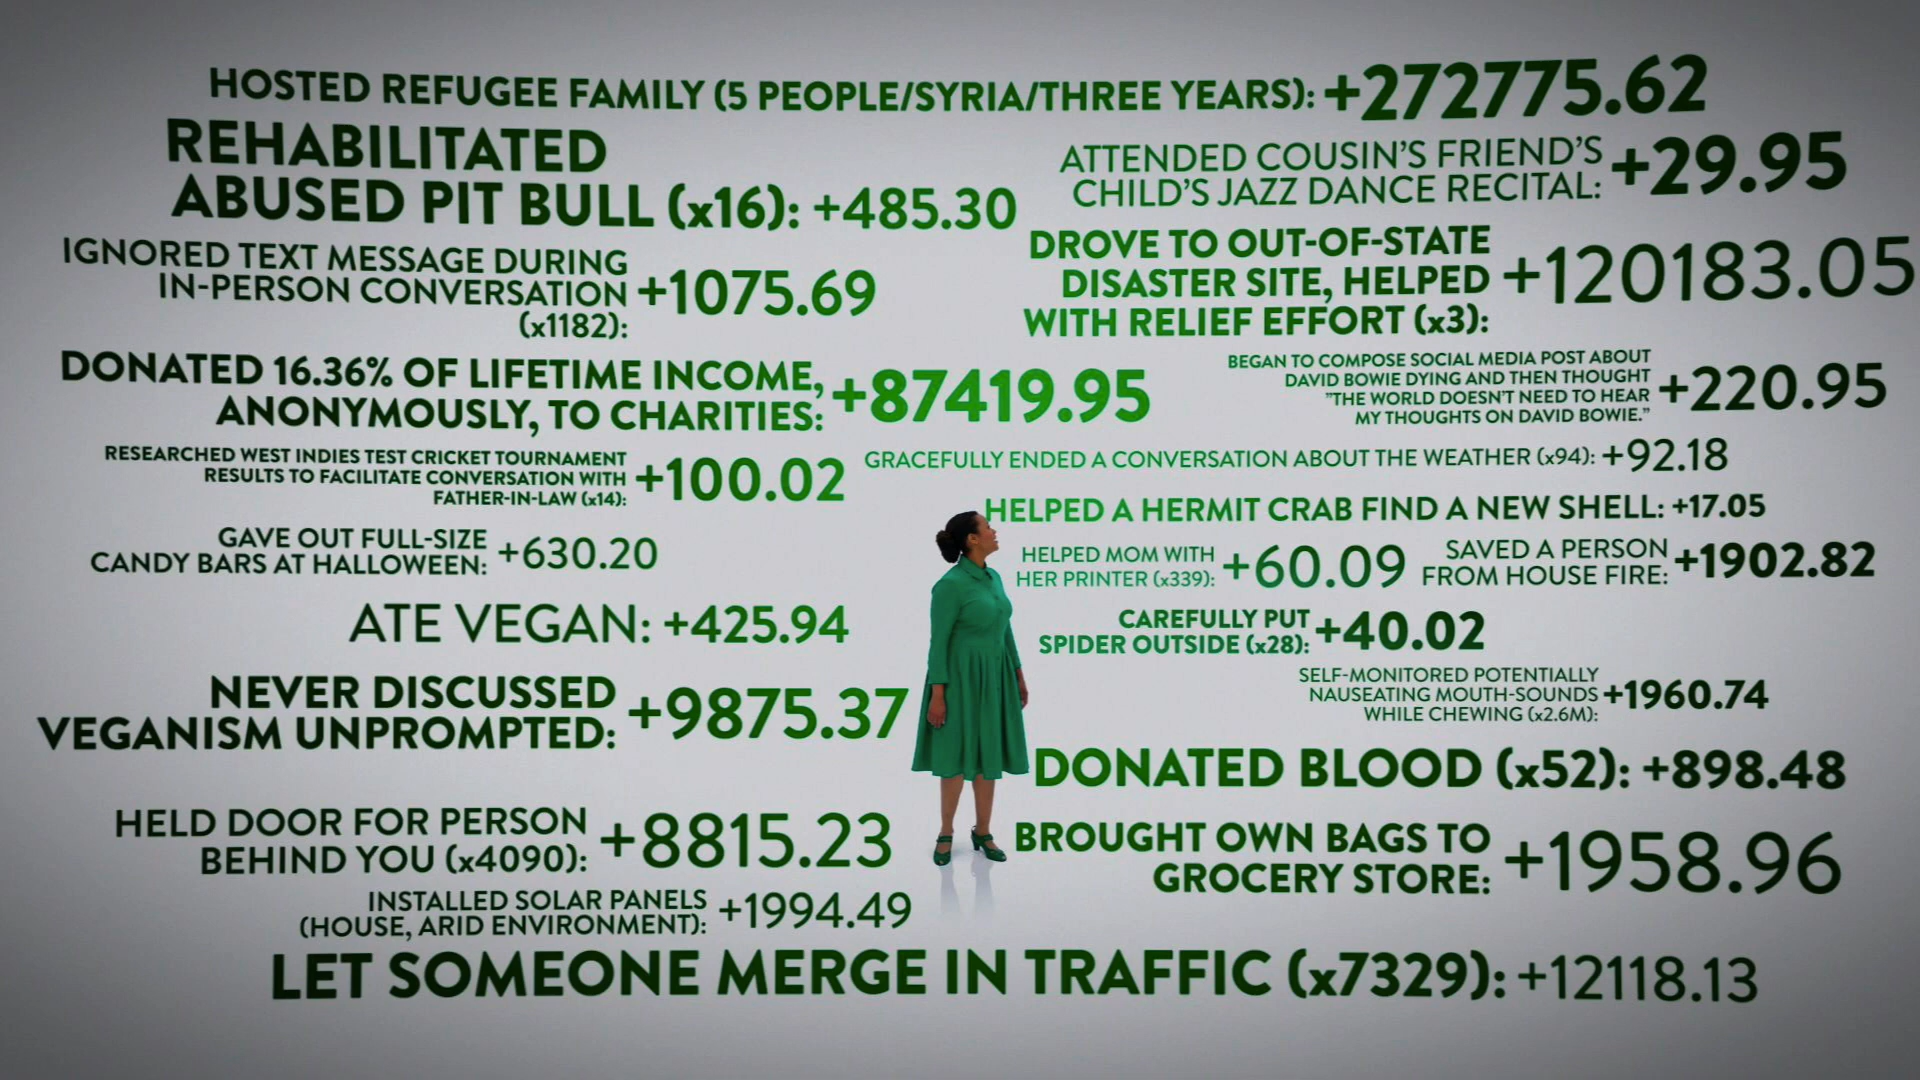 HOSTED REFUGEE FAMILY (5 PEOPLE/SYRIA/THREE YEARS): +272775.62
REHABILITATED
ABUSED PIT BULL (x16): +485.30
ATTENDED COUSIN'S FRIEND'S
CHILD'S JAZZ DANCE RECITAL: +29.95
IGNORED TEXT MESSAGE DURING
IN-PERSON CONVERSATION +1075.69
(x1182):
DROVE TO OUT-OF-STATE
DISASTER SITE, HELPED +120183.05
WITH RELIEF EFFORT (x3):
DONATED 16.36% OF LIFETIME INCOME,
ANONYMOUSLY, TO CHARITIES: +87419.95
BEGAN TO COMPOSE SOCIAL MEDIA POST ABOUT
DAVID BOWIE DYING AND THEN THOUGHT
"THE WORLD DOESN'T NEED TO HEAR +220.95
MY THOUGHTS ON DAVID BOWIE."
RESEARCHED WEST INDIES TEST CRICKET TOURNAMENT
RESULTS TO FACILITATE CONVERSATION WITH +100.02
FATHER-IN-LAW (x14):
GRACEFULLY ENDED A CONVERSATION ABOUT THE WEATHER (x94): +92.18
HELPED A HERMIT CRAB FIND A NEW SHELL: +17.05
GAVE OUT FULL-SIZE
CANDY BARS AT HALLOWEEN: +630.20
HELPED MOM WITH
HER PRINTER (x339): +60.09
SAVED A PERSON
FROM HOUSE FIRE: +1902.82
ATE VEGAN: +425.94
CAREFULLY PUT
SPIDER OUTSIDE (x28): +40.02
NEVER DISCUSSED
VEGANISM UNPROMPTED: +9875.37
SELF-MONITORED POTENTIALLY
NAUSEATING MOUTH-SOUNDS +1960.74
WHILE CHEWING (x2.6M):
DONATED BLOOD (x52): +898.48
HELD DOOR FOR PERSON
BEHIND YOU (x4090): +8815.23
BROUGHT OWN BAGS TO
GROCERY STORE: +1958.96
INSTALLED SOLAR PANELS
(HOUSE, ARID ENVIRONMENT): +1994.49
LET SOMEONE MERGE IN TRAFFIC (x7329): +12118.13